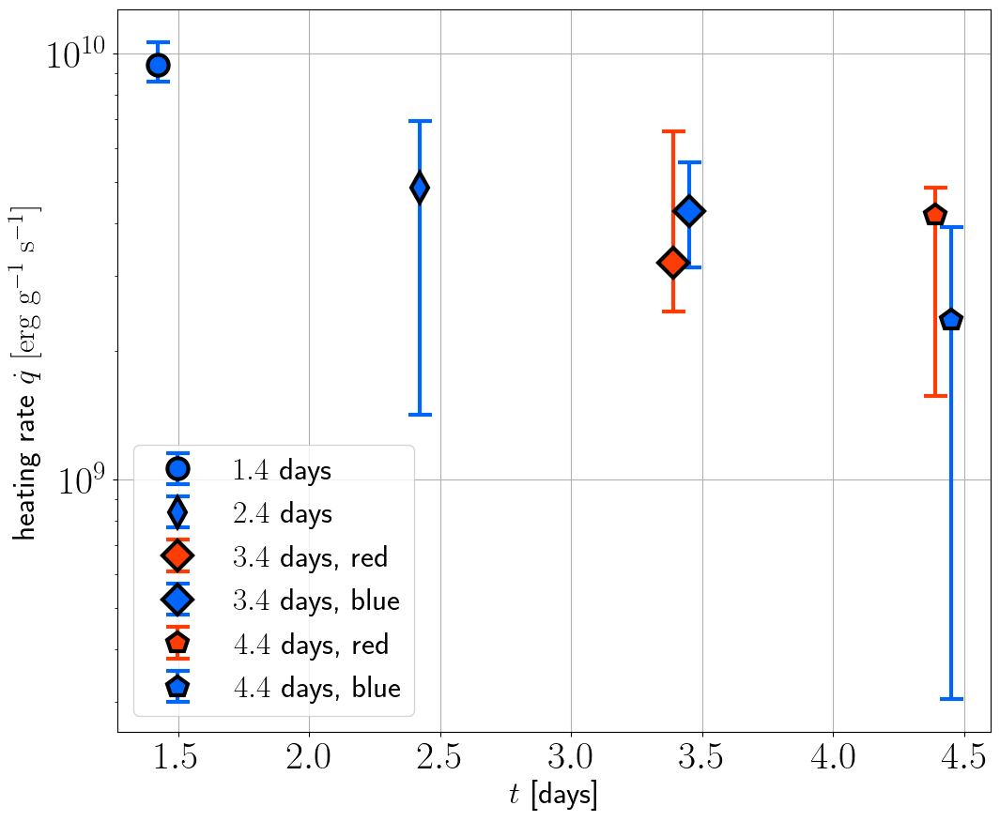 10^10
10^9
heating rate q̇ [erg g^−1 s^−1]
1.4 days
2.4 days
3.4 days, red
3.4 days, blue
4.4 days, red
4.4 days, blue
1.5 2.0 2.5 3.0 3.5 4.0 4.5
t [days]